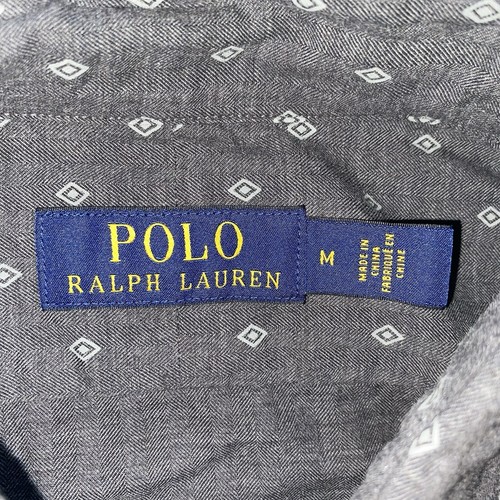 POLO
RALPH LAUREN
M
MADE IN
CHINA
FABRIQUÉ EN
CHINE